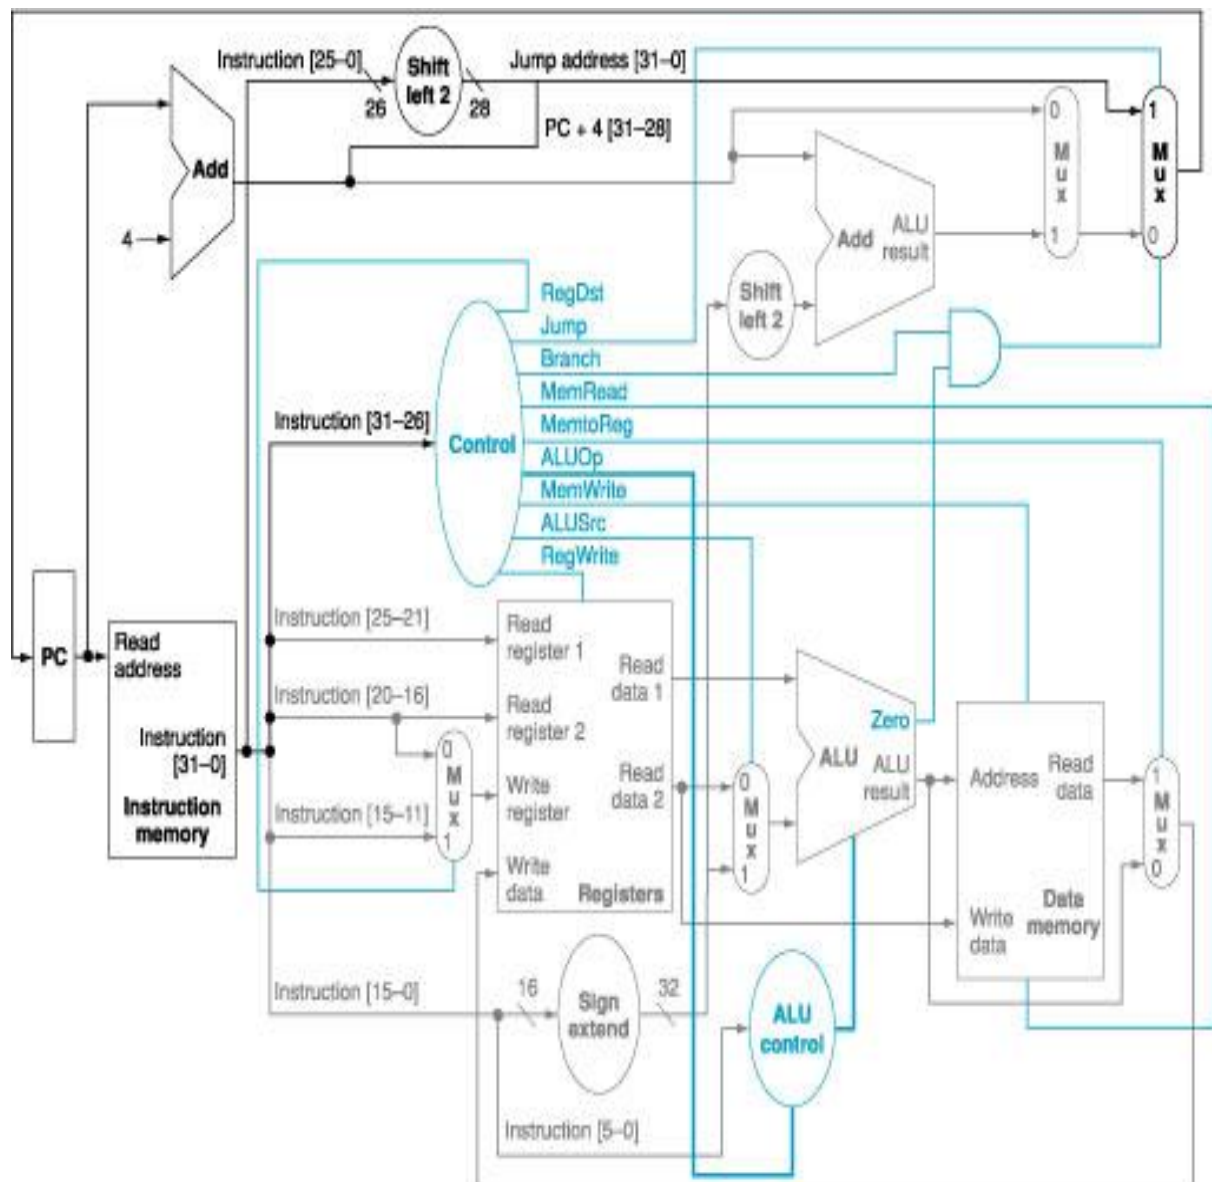 Instruction [25–0]
Shift
left 2
Jump address [31–0]
26
28
PC + 4 [31–28]
Add
4
0
M
u
x
1
1
M
u
x
0
Add
ALU
result
Shift
left 2
RegDst
Jump
Branch
MemRead
MemtoReg
ALUOp
MemWrite
ALUSrc
RegWrite
Instruction [31–26]
Control
PC
Read
address
Instruction
[31–0]
Instruction
memory
Instruction [25–21]
Instruction [20–16]
Instruction [15–11]
0
M
u
x
1
Read
register 1
Read
register 2
Write
register
Write
data
Read
data 1
Read
data 2
Registers
0
M
u
x
1
Zero
ALU
ALU
result
Address
Read
data
Write
data
Data
memory
1
M
u
x
0
Instruction [15–0]
16
Sign
extend
32
ALU
control
Instruction [5–0]